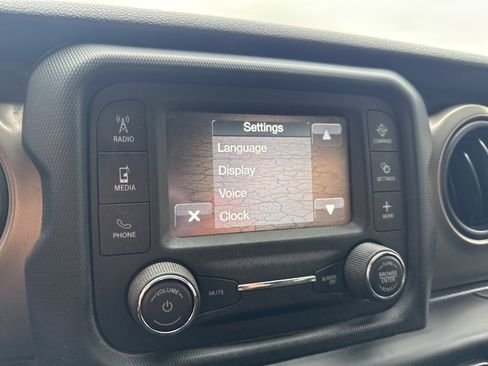 Settings
Language
Display
Voice
Clock
RADIO
MEDIA
PHONE
COMPASS
SETTINGS
MORE
VOLUME
MUTE
SCREEN
OFF
BROWSE
ENTER